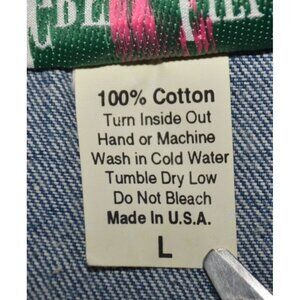 100% Cotton
Turn Inside Out
Hand or Machine
Wash in Cold Water
Tumble Dry Low
Do Not Bleach
Made In U.S.A.
L